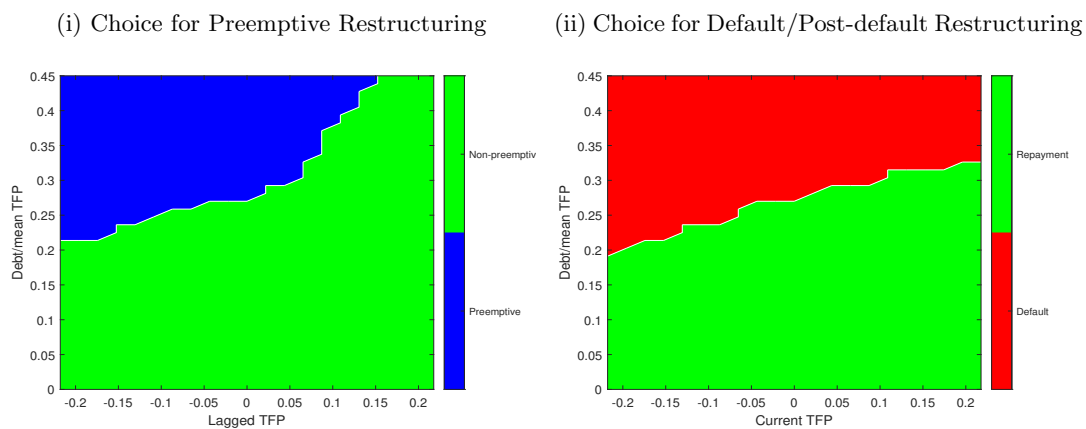 (i) Choice for Preemptive Restructuring
(ii) Choice for Default/Post-default Restructuring
0.45
0.4
0.35
0.3
0.25
0.2
0.15
0.1
0.05
0
Debt/mean TFP
-0.2 -0.15 -0.1 -0.05 0 0.05 0.1 0.15 0.2
Lagged TFP
Non-preemptiv
Preemptive
0.45
0.4
0.35
0.3
0.25
0.2
0.15
0.1
0.05
0
Debt/mean TFP
-0.2 -0.15 -0.1 -0.05 0 0.05 0.1 0.15 0.2
Current TFP
Repayment
Default